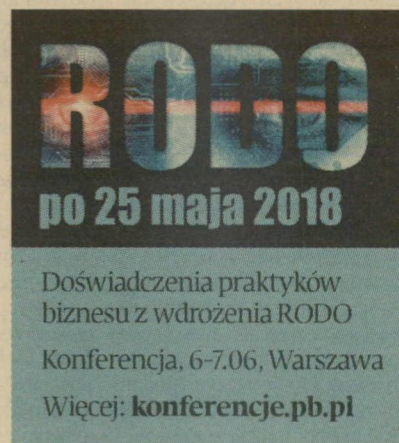 RODO
po 25 maja 2018
Doświadczenia praktyków
biznesu z wdrożenia RODO
Konferencja, 6-7.06, Warszawa
Więcej: konferencje.pb.pl